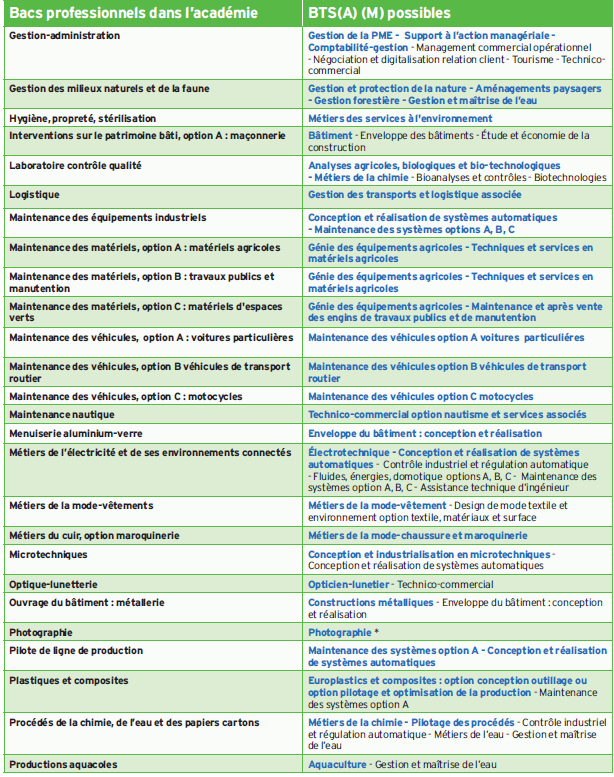 Bacs professionnels dans l'académie
BTS(A) (M) possibles
Gestion-administration
Gestion de la PME - Support à l'action managériale -
Comptabilité-gestion - Management commercial opérationnel
- Négociation et digitalisation relation client - Tourisme - Technico-
commercial
Gestion des milieux naturels et de la faune
Gestion et protection de la nature - Aménagements paysagers
- Gestion forestière - Gestion et maîtrise de l'eau
Hygiène, propreté, stérilisation
Métiers des services à l'environnement
Interventions sur le patrimoine bâti, option A : maçonnerie
Bâtiment - Enveloppe des bâtiments - Étude et économie de la
construction
Laboratoire contrôle qualité
Analyses agricoles, biologiques et bio-technologiques
- Métiers de la chimie - Bioanalyses et contrôles - Biotechnologies
Logistique
Gestion des transports et logistique associée
Maintenance des équipements industriels
Conception et réalisation de systèmes automatiques
- Maintenance des systèmes options A, B, C
Maintenance des matériels, option A : matériels agricoles
Génie des équipements agricoles - Techniques et services en
matériels agricoles
Maintenance des matériels, option B : travaux publics et
manutention
Génie des équipements agricoles - Techniques et services en
matériels agricoles
Maintenance des matériels, option C : matériels d'espaces
verts
Génie des équipements agricoles - Maintenance et après vente
des engins de travaux publics et de manutention
Maintenance des véhicules, option A : voitures particulières
Maintenance des véhicules option A voitures particuliéres
Maintenance des véhicules, option B véhicules de transport
routier
Maintenance des véhicules option B véhicules de transport
routier
Maintenance des véhicules, option C : motocycles
Maintenance des véhicules option C motocycles
Maintenance nautique
Technico-commercial option nautisme et services associés
Menuiserie aluminium-verre
Enveloppe du bâtiment : conception et réalisation
Métiers de l'électricité et de ses environnements connectés
Électrotechnique - Conception et réalisation de systèmes
automatiques - Contrôle industriel et régulation automatique
- Fluides, énergies, domotique options A, B, C - Maintenance des
systèmes option A, B, C - Assistance technique d'ingénieur
Métiers de la mode-vêtements
Métiers de la mode-vêtement - Design de mode textile et
environnement option textile, matériaux et surface
Métiers du cuir, option maroquinerie
Métiers de la mode-chaussure et maroquinerie
Microtechniques
Conception et industrialisation en microtechniques -
Conception et réalisation de systèmes automatiques
Optique-lunetterie
Opticien-lunetier - Technico-commercial
Ouvrage du bâtiment : métallerie
Constructions métalliques - Enveloppe du bâtiment : conception
et réalisation
Photographie
Photographie *
Pilote de ligne de production
Maintenance des systèmes option A - Conception et réalisation
de systèmes automatiques
Plastiques et composites
Europlastics et composites : option conception outillage ou
option pilotage et optimisation de la production - Maintenance
des systèmes option A
Procédés de la chimie, de l'eau et des papiers cartons
Métiers de la chimie - Pilotage des procédés - Contrôle industriel
et régulation automatique - Métiers de l'eau - Gestion et maîtrise
de l'eau
Productions aquacoles
Aquaculture - Gestion et maîtrise de l'eau